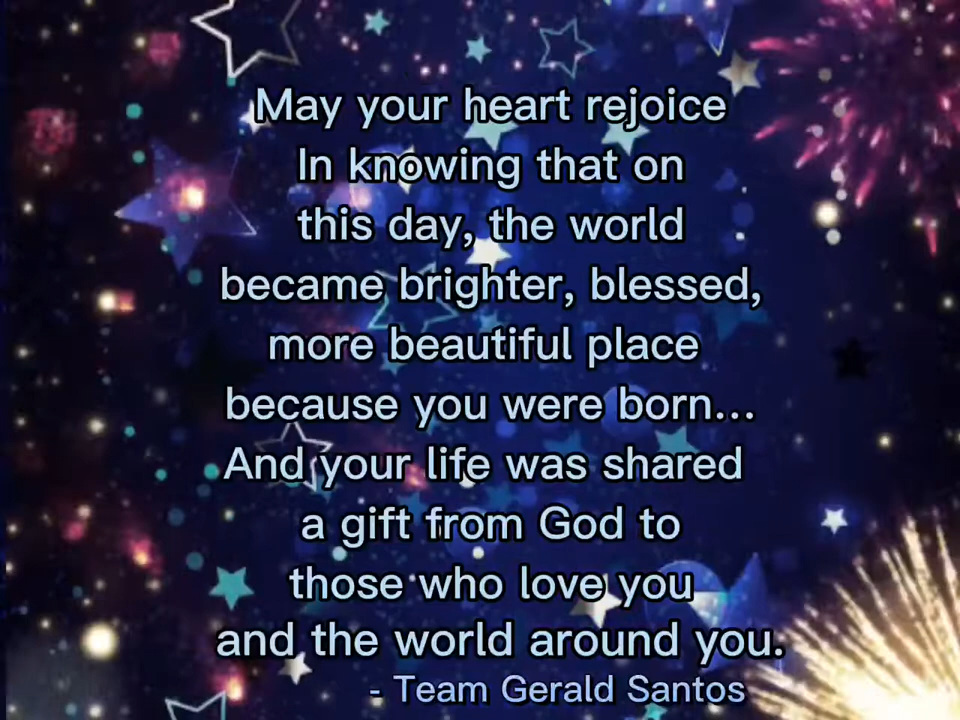 May your heart rejoice
In knowing that on
this day, the world
became brighter, blessed,
more beautiful place
because you were born...
And your life was shared
a gift from God to
those who love you
and the world around you.
- Team Gerald Santos